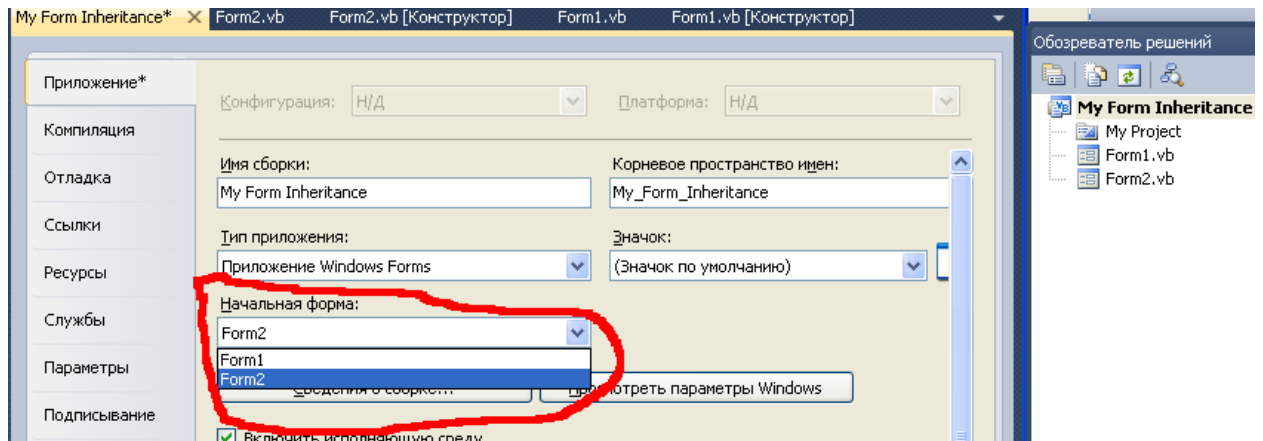 My Form Inheritance* Form2.vb Form2.vb [Конструктор] Form1.vb Form1.vb [Конструктор]
Приложение*
Компиляция
Отладка
Ссылки
Ресурсы
Службы
Параметры
Подписывание
Конфигурация: Н/Д Платформа: Н/Д
Имя сборки: Корневое пространство имен:
My Form Inheritance My_Form_Inheritance
Тип приложения: Значок:
Приложение Windows Forms (Значок по умолчанию)
Начальная форма:
Form2
Form1
Form2
Сведения о сборке... Просмотреть параметры Windows
Включить исполняющую среду
Обозреватель решений
My Form Inheritance
My Project
Form1.vb
Form2.vb